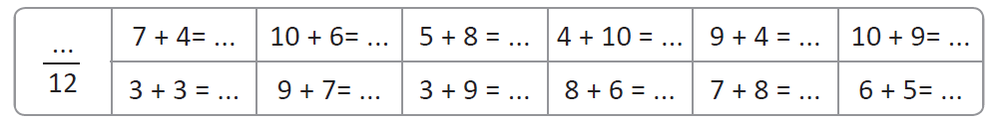 ...
12
7 + 4= ... 10 + 6= ... 5 + 8 = ... 4 + 10 = ... 9 + 4 = ... 10 + 9= ...
3 + 3 = ... 9 + 7= ... 3 + 9 = ... 8 + 6 = ... 7 + 8 = ... 6 + 5= ...